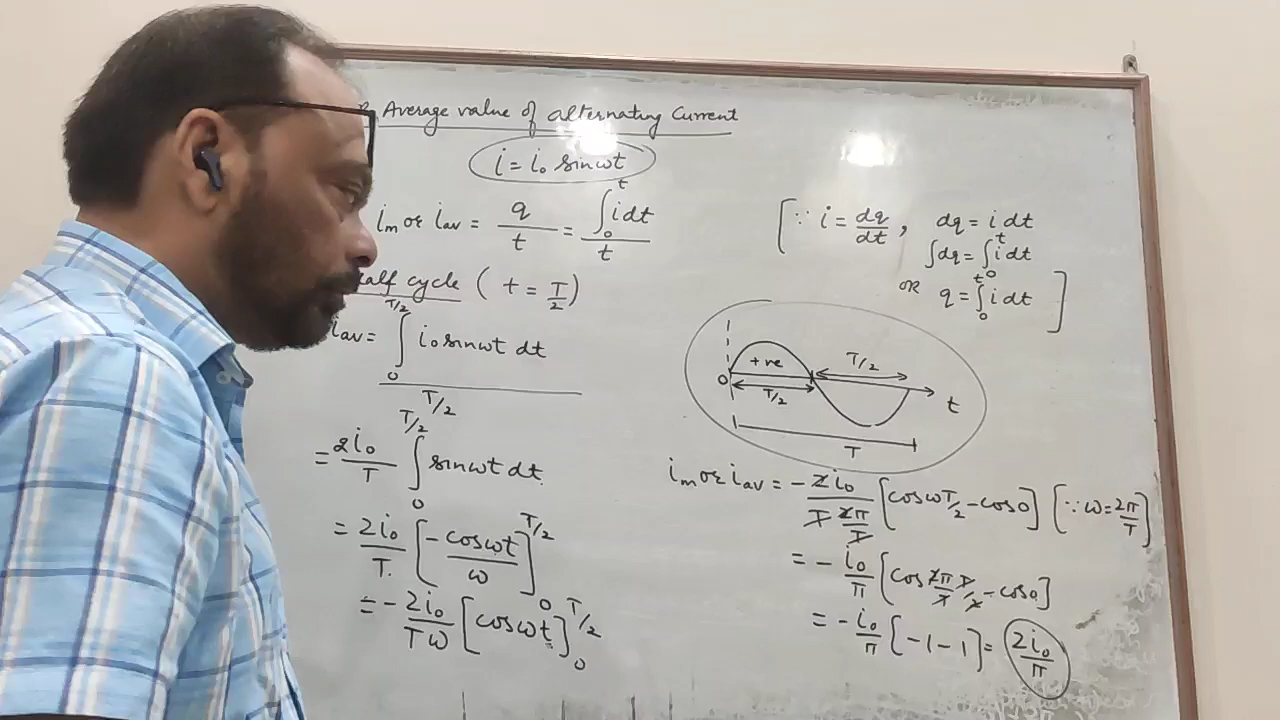 Average value of alternating Current
i = i₀ sinωt
iₘ or iₐᵥ = q/t = ∫₀ᵗ i dt / t
alf cycle ( t = T/2 )
iₐᵥ = ∫₀^(T/2) i₀ sinωt dt / T/2
= 2i₀/T ∫₀^(T/2) sinωt dt
= 2i₀/T. [-cosωt/ω]₀^(T/2)
= - 2i₀/Tω [cosωt]₀^(T/2)
[∵ i = dq/dt, dq = i dt
∫dq = ∫₀ᵗ i dt
OR q = ∫₀ᵗ i dt ]
+ve
T/2
O
T/2
t
T
iₘ or iₐᵥ = - 2i₀/(T 2π/T) [cosωT/2 - cos0] [∵ ω = 2π/T]
= - i₀/π [cos 2π/T T/2 - cos0]
= - i₀/π [-1-1] = 2i₀/π